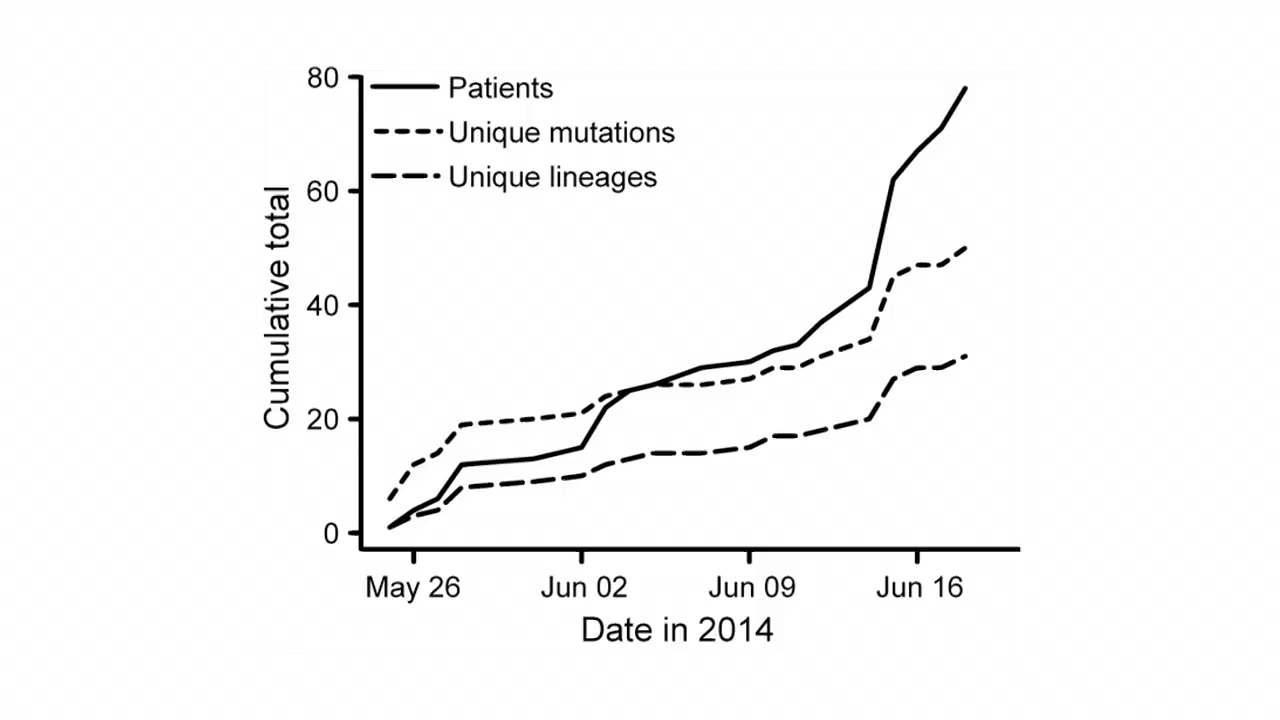 80
Patients
Unique mutations
Unique lineages
60
40
20
0
Cumulative total
May 26 Jun 02 Jun 09 Jun 16
Date in 2014